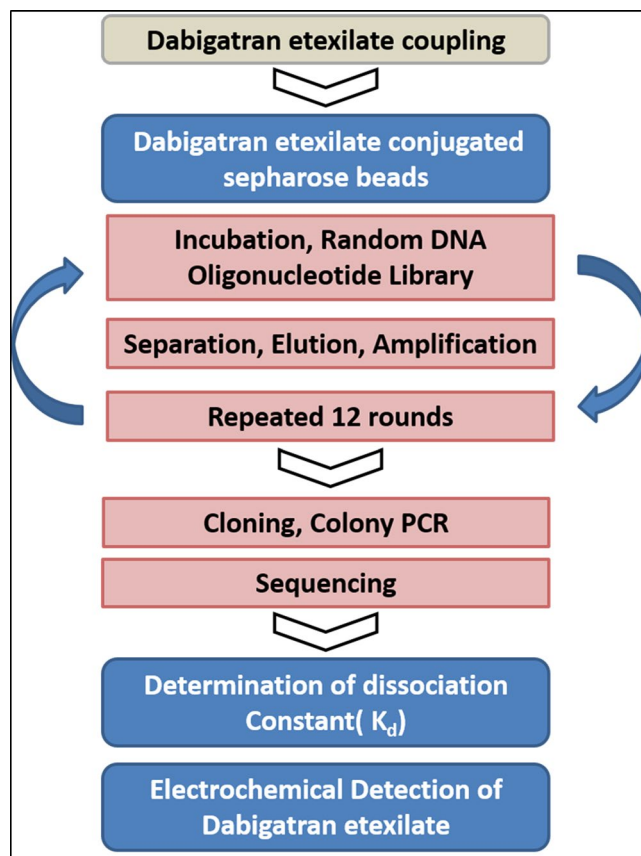 Dabigatran etexilate coupling
Dabigatran etexilate conjugated
sepharose beads
Incubation, Random DNA
Oligonucleotide Library
Separation, Elution, Amplification
Repeated 12 rounds
Cloning, Colony PCR
Sequencing
Determination of dissociation
Constant( Kd)
Electrochemical Detection of
Dabigatran etexilate